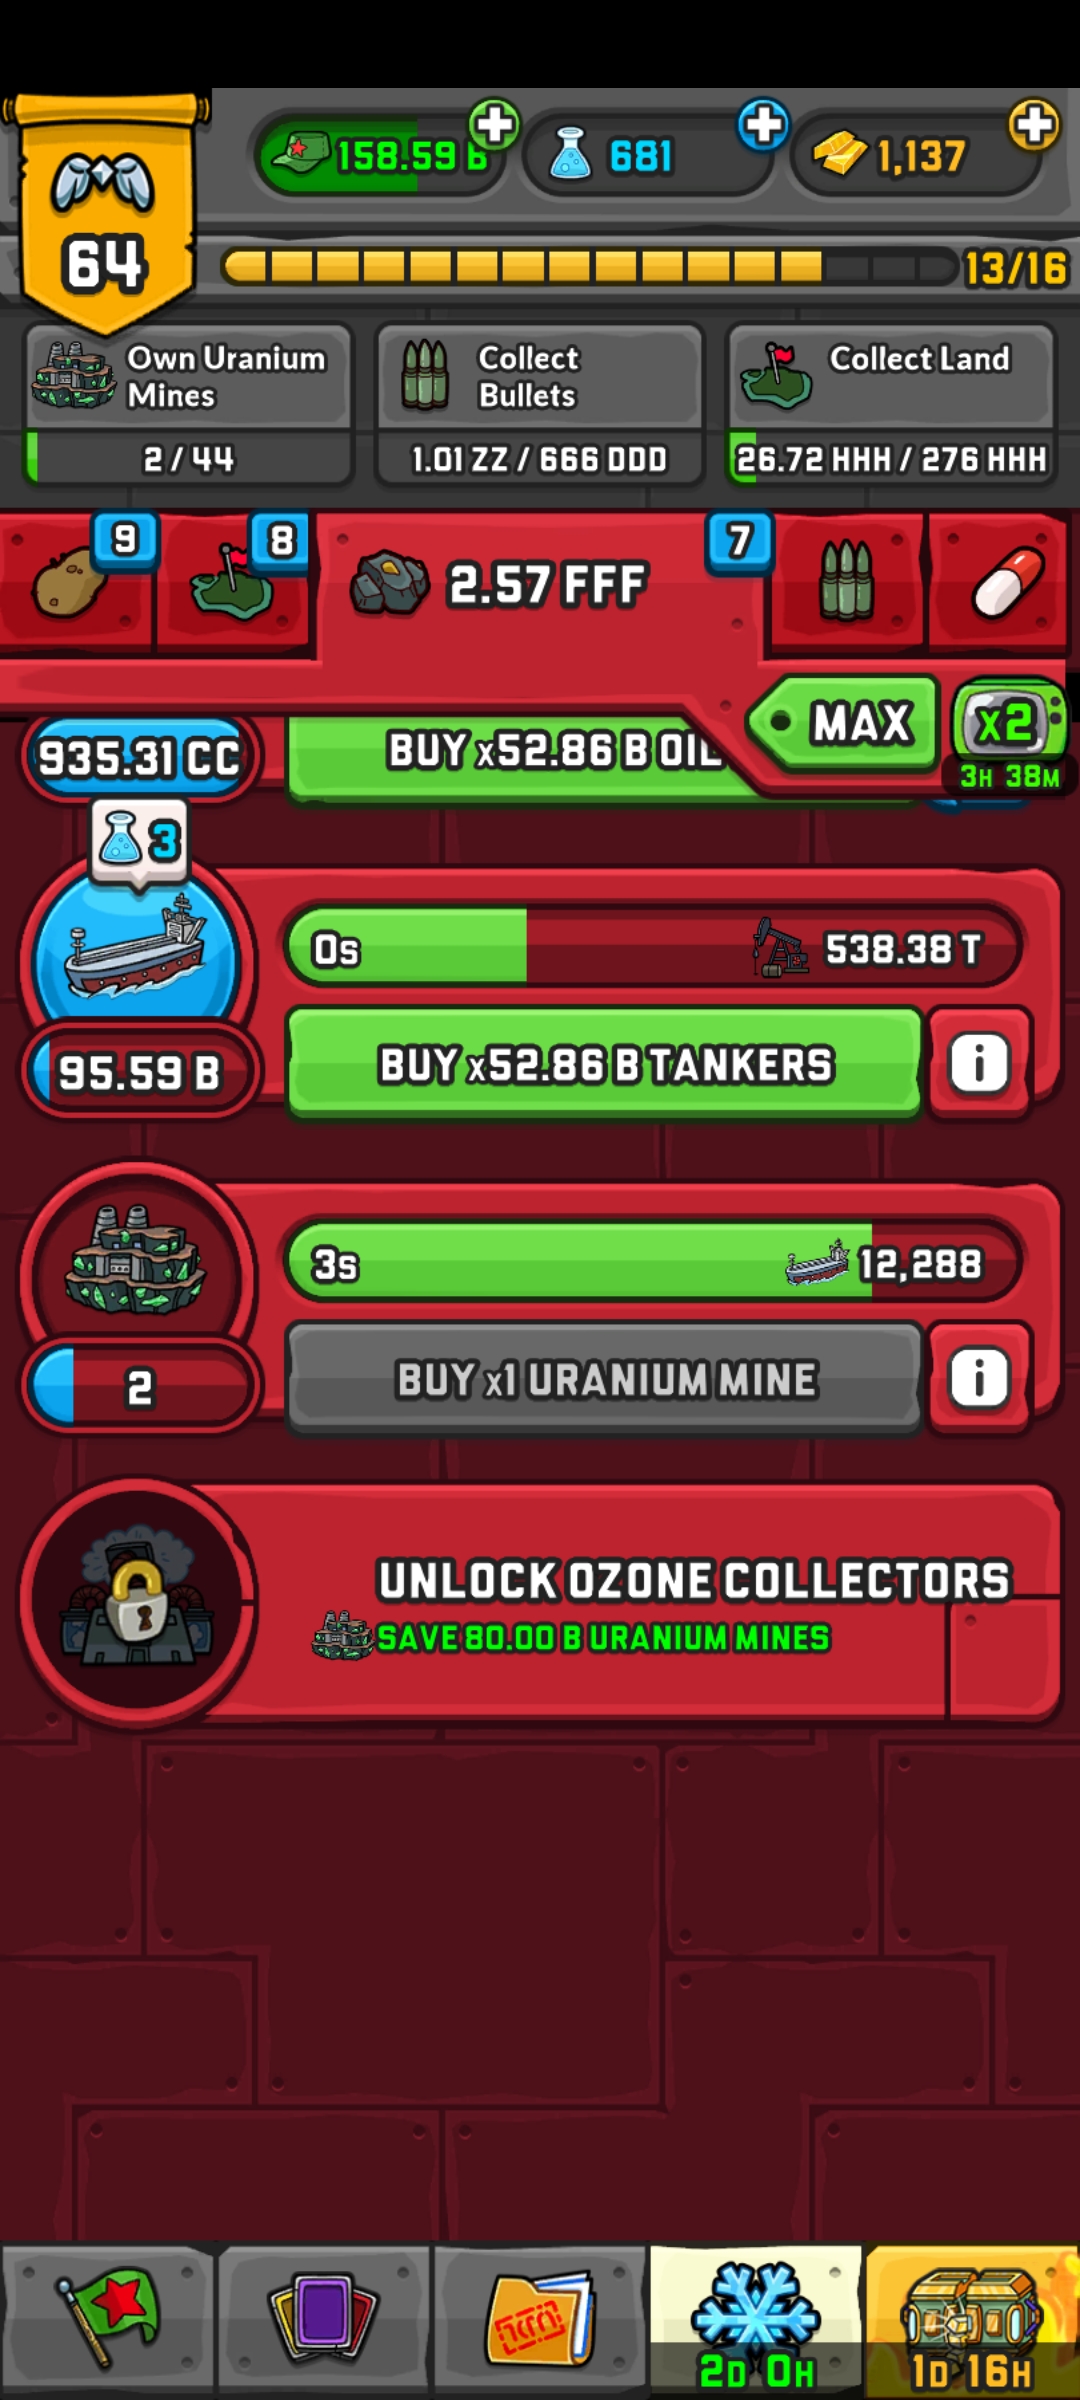 158.59 B
681
1,137
64
13/16
Own Uranium
Mines
Collect
Bullets
Collect Land
2 / 44
1.01 ZZ / 666 DDD
26.72 HHH / 276 HHH
9
8
2.57 FFF
7
MAX
x2
3H 38M
935.31 CC
BUY x52.86 B OIL
3
0s
538.38 T
95.59 B
BUY x52.86 B TANKERS
i
3s
12,288
2
BUY x1 URANIUM MINE
i
UNLOCK OZONE COLLECTORS
SAVE 80.00 B URANIUM MINES
2D 0H
1D 16H